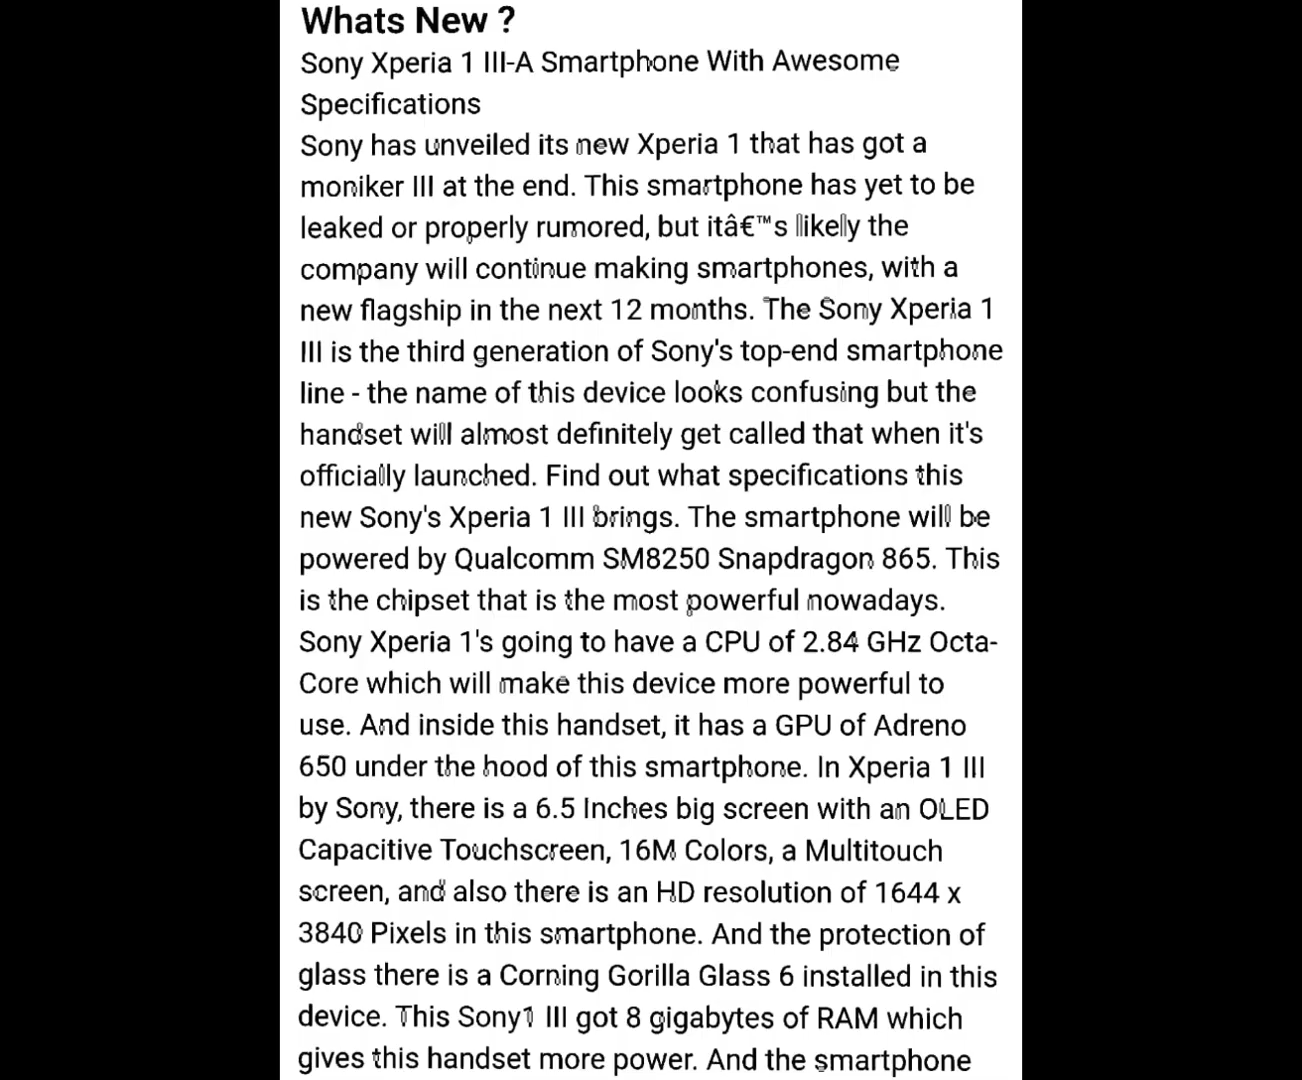 Whats New ?
Sony Xperia 1 III-A Smartphone With Awesome
Specifications
Sony has unveiled its new Xperia 1 that has got a
moniker III at the end. This smartphone has yet to be
leaked or properly rumored, but itâ€™s likely the
company will continue making smartphones, with a
new flagship in the next 12 months. The Sony Xperia 1
III is the third generation of Sony's top-end smartphone
line - the name of this device looks confusing but the
handset will almost definitely get called that when it's
officially launched. Find out what specifications this
new Sony's Xperia 1 III brings. The smartphone will be
powered by Qualcomm SM8250 Snapdragon 865. This
is the chipset that is the most powerful nowadays.
Sony Xperia 1's going to have a CPU of 2.84 GHz Octa-
Core which will make this device more powerful to
use. And inside this handset, it has a GPU of Adreno
650 under the hood of this smartphone. In Xperia 1 III
by Sony, there is a 6.5 Inches big screen with an OLED
Capacitive Touchscreen, 16M Colors, a Multitouch
screen, and also there is an HD resolution of 1644 x
3840 Pixels in this smartphone. And the protection of
glass there is a Corning Gorilla Glass 6 installed in this
device. This Sony1 III got 8 gigabytes of RAM which
gives this handset more power. And the smartphone